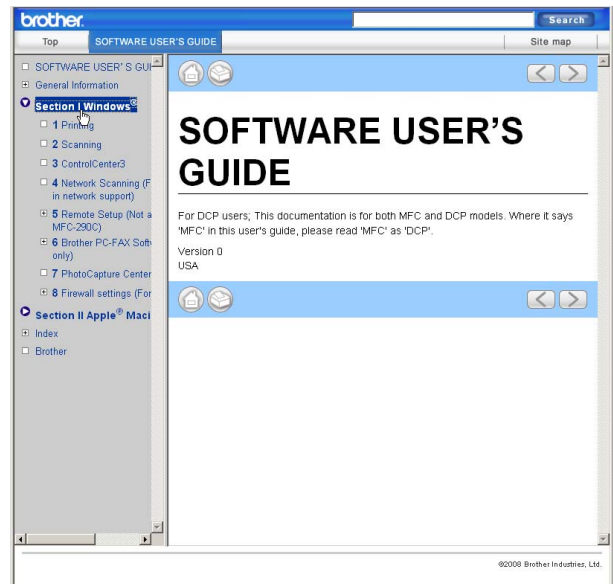 brother.
Search
Top
SOFTWARE USER'S GUIDE
Site map
SOFTWARE USER' S GUI
General Information
Section I Windows®
1 Printing
2 Scanning
3 ControlCenter3
4 Network Scanning (F
in network support)
5 Remote Setup (Not a
MFC-290C)
6 Brother PC-FAX Softw
only)
7 PhotoCapture Center
8 Firewall settings (For
Section II Apple® Maci
Index
Brother
SOFTWARE USER'S
GUIDE
For DCP users; This documentation is for both MFC and DCP models. Where it says
'MFC' in this user's guide, please read 'MFC' as 'DCP'.
Version 0
USA
©2008 Brother Industries, Ltd.